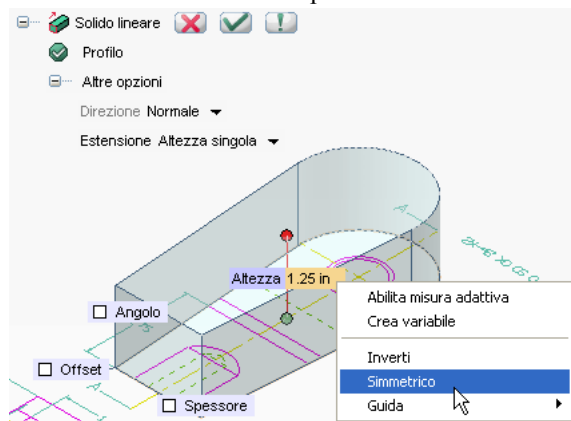 Solido lineare
Profilo
Altre opzioni
Direzione Normale
Estensione Altezza singola
Altezza 1.25 in
Angolo
Offset
Spessore
Abilita misura adattiva
Crea variabile
Inverti
Simmetrico
Guida
A
A